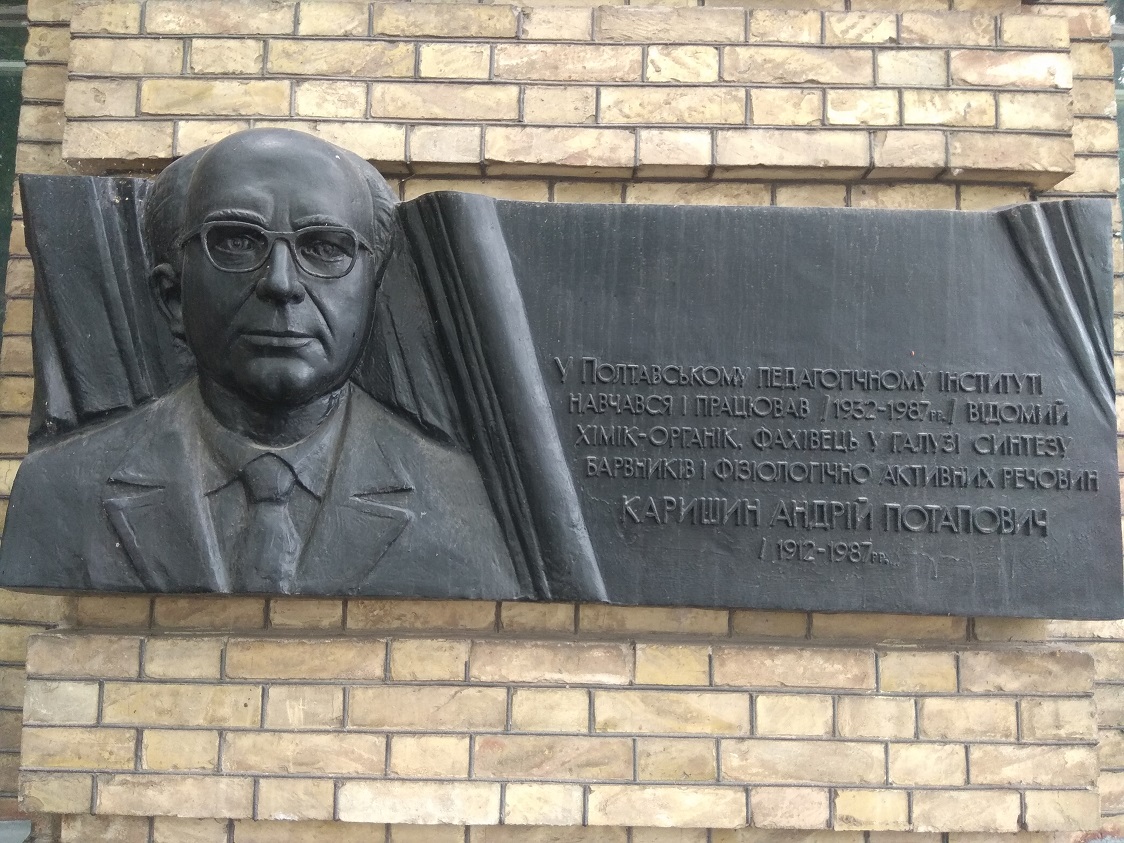 У ПОЛТАВСЬКОМУ ПЕДАГОГІЧНОМУ ІНСТИТУТІ
НАВЧАВСЯ І ПРАЦЮВАВ /1932-1987рр./ ВІДОМИЙ
ХІМІК-ОРГАНІК, ФАХІВЕЦЬ У ГАЛУЗІ СИНТЕЗУ
БАРВНИКІВ І ФІЗІОЛОГІЧНО АКТИВНИХ РЕЧОВИН
КАРИШИН АНДРІЙ ПОТАПОВИЧ
/1912-1987рр.